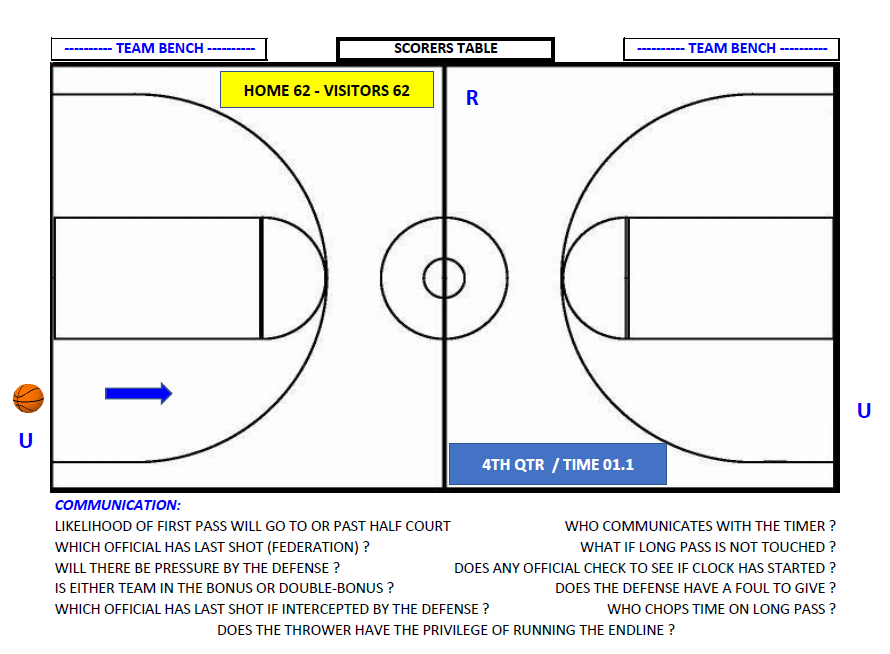 ---------- TEAM BENCH ----------
SCORERS TABLE
---------- TEAM BENCH ----------
HOME 62 - VISITORS 62
R
U
U
4TH QTR / TIME 01.1
COMMUNICATION:
LIKELIHOOD OF FIRST PASS WILL GO TO OR PAST HALF COURT
WHO COMMUNICATES WITH THE TIMER ?
WHICH OFFICIAL HAS LAST SHOT (FEDERATION) ?
WHAT IF LONG PASS IS NOT TOUCHED ?
WILL THERE BE PRESSURE BY THE DEFENSE ?
DOES ANY OFFICIAL CHECK TO SEE IF CLOCK HAS STARTED ?
IS EITHER TEAM IN THE BONUS OR DOUBLE-BONUS ?
DOES THE DEFENSE HAVE A FOUL TO GIVE ?
WHICH OFFICIAL HAS LAST SHOT IF INTERCEPTED BY THE DEFENSE ?
WHO CHOPS TIME ON LONG PASS ?
DOES THE THROWER HAVE THE PRIVILEGE OF RUNNING THE ENDLINE ?